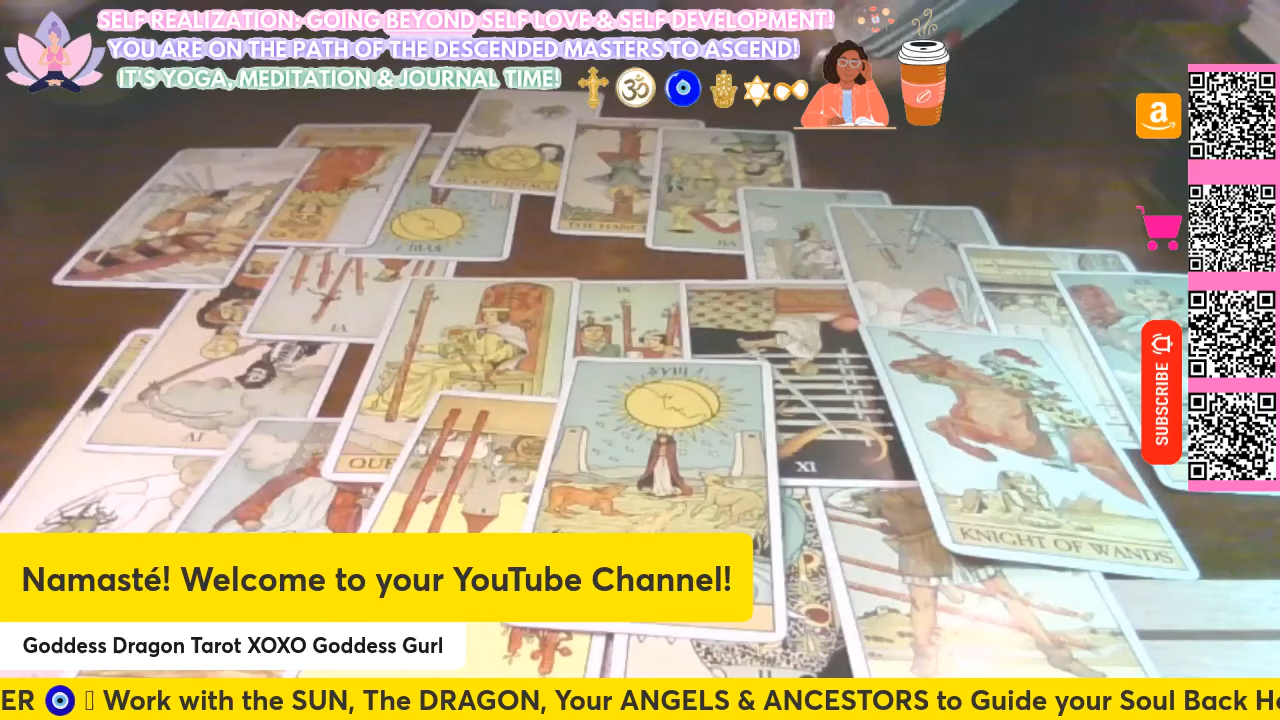 SELF REALIZATION: GOING BEYOND SELF LOVE & SELF DEVELOPMENT!
YOU ARE ON THE PATH OF THE DESCENDED MASTERS TO ASCEND!
IT'S YOGA, MEDITATION & JOURNAL TIME!
a
SUBSCRIBE
VI
IX
XVIII
XI
KNIGHT OF WANDS
Namasté! Welcome to your YouTube Channel!
Goddess Dragon Tarot XOXO Goddess Gurl
ER 🧿 Work with the SUN, The DRAGON, Your ANGELS & ANCESTORS to Guide your Soul Back